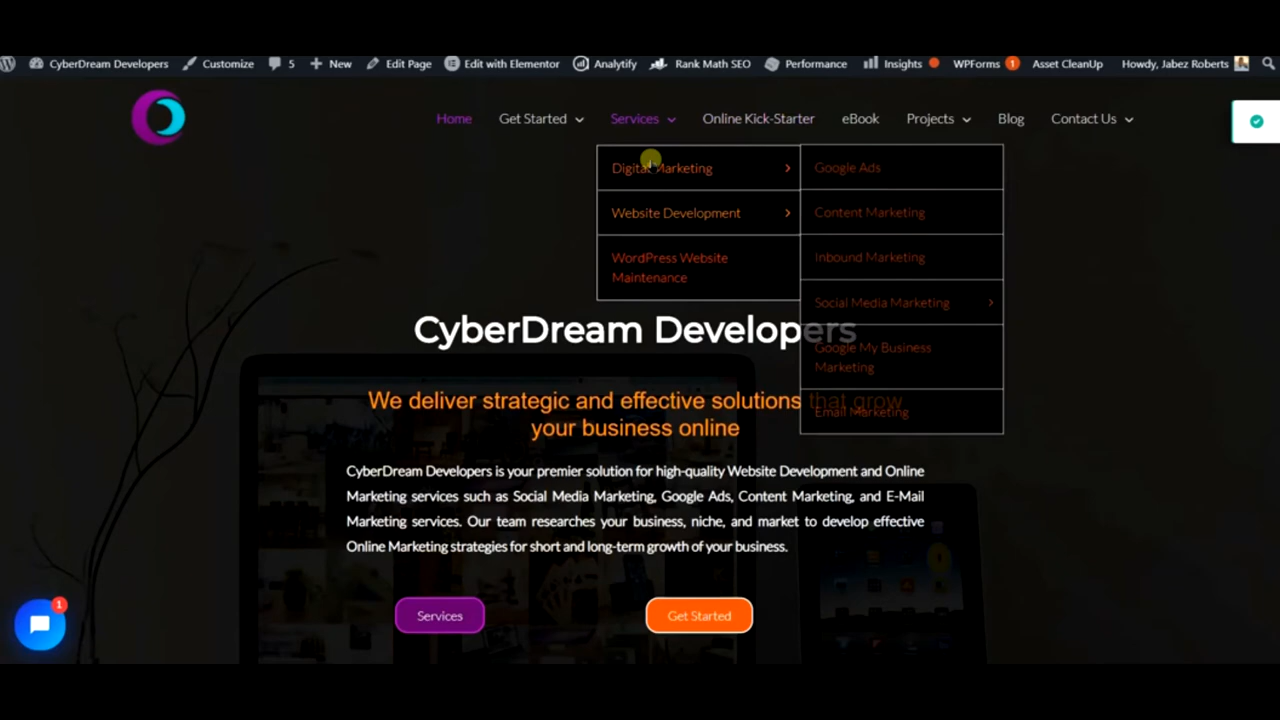 CyberDream Developers
Customize
5
New
Edit Page
Edit with Elementor
Analytify
Rank Math SEO
Performance
Insights
WPForms
1
Asset CleanUp
Howdy, Jabez Roberts
Home
Get Started
Services
Online Kick-Starter
eBook
Projects
Blog
Contact Us
Digital Marketing
Website Development
WordPress Website
Maintenance
Google Ads
Content Marketing
Inbound Marketing
Social Media Marketing
Google My Business
Marketing
Email Marketing
CyberDream Developers
We deliver strategic and effective solutions that grow
your business online
CyberDream Developers is your premier solution for high-quality Website Development and Online
Marketing services such as Social Media Marketing, Google Ads, Content Marketing, and E-Mail
Marketing services. Our team researches your business, niche, and market to develop effective
Online Marketing strategies for short and long-term growth of your business.
Services
Get Started
1